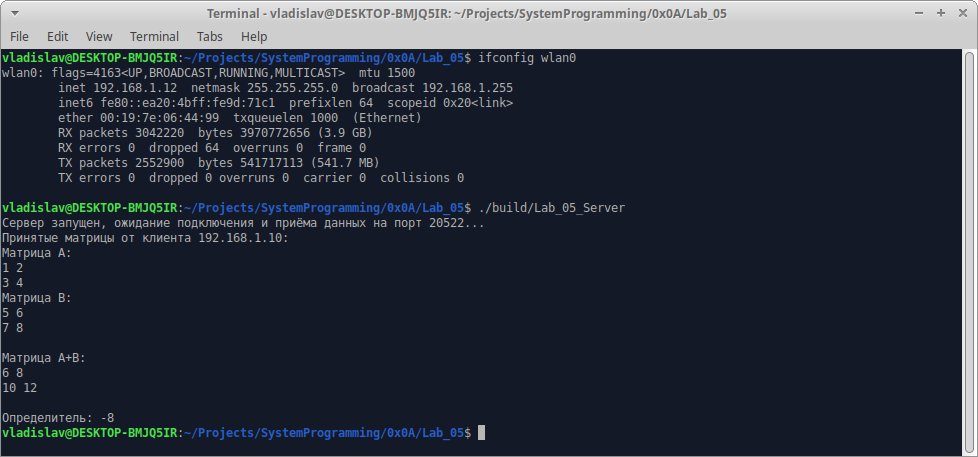 Terminal - vladislav@DESKTOP-BMJQ5IR: ~/Projects/SystemProgramming/0x0A/Lab_05
File Edit View Terminal Tabs Help
vladislav@DESKTOP-BMJQ5IR:~/Projects/SystemProgramming/0x0A/Lab_05$ ifconfig wlan0
wlan0: flags=4163<UP,BROADCAST,RUNNING,MULTICAST>  mtu 1500
        inet 192.168.1.12  netmask 255.255.255.0  broadcast 192.168.1.255
        inet6 fe80::ea20:4bff:fe9d:71c1  prefixlen 64  scopeid 0x20<link>
        ether 00:19:7e:06:44:99  txqueuelen 1000  (Ethernet)
        RX packets 3042220  bytes 3970772656 (3.9 GB)
        RX errors 0  dropped 64  overruns 0  frame 0
        TX packets 2552900  bytes 541717113 (541.7 MB)
        TX errors 0  dropped 0 overruns 0  carrier 0  collisions 0
vladislav@DESKTOP-BMJQ5IR:~/Projects/SystemProgramming/0x0A/Lab_05$ ./build/Lab_05_Server
Сервер запущен, ожидание подключения и приёма данных на порт 20522...
Принятые матрицы от клиента 192.168.1.10:
Матрица A:
1 2
3 4
Матрица B:
5 6
7 8
Матрица A+B:
6 8
10 12
Определитель: -8
vladislav@DESKTOP-BMJQ5IR:~/Projects/SystemProgramming/0x0A/Lab_05$